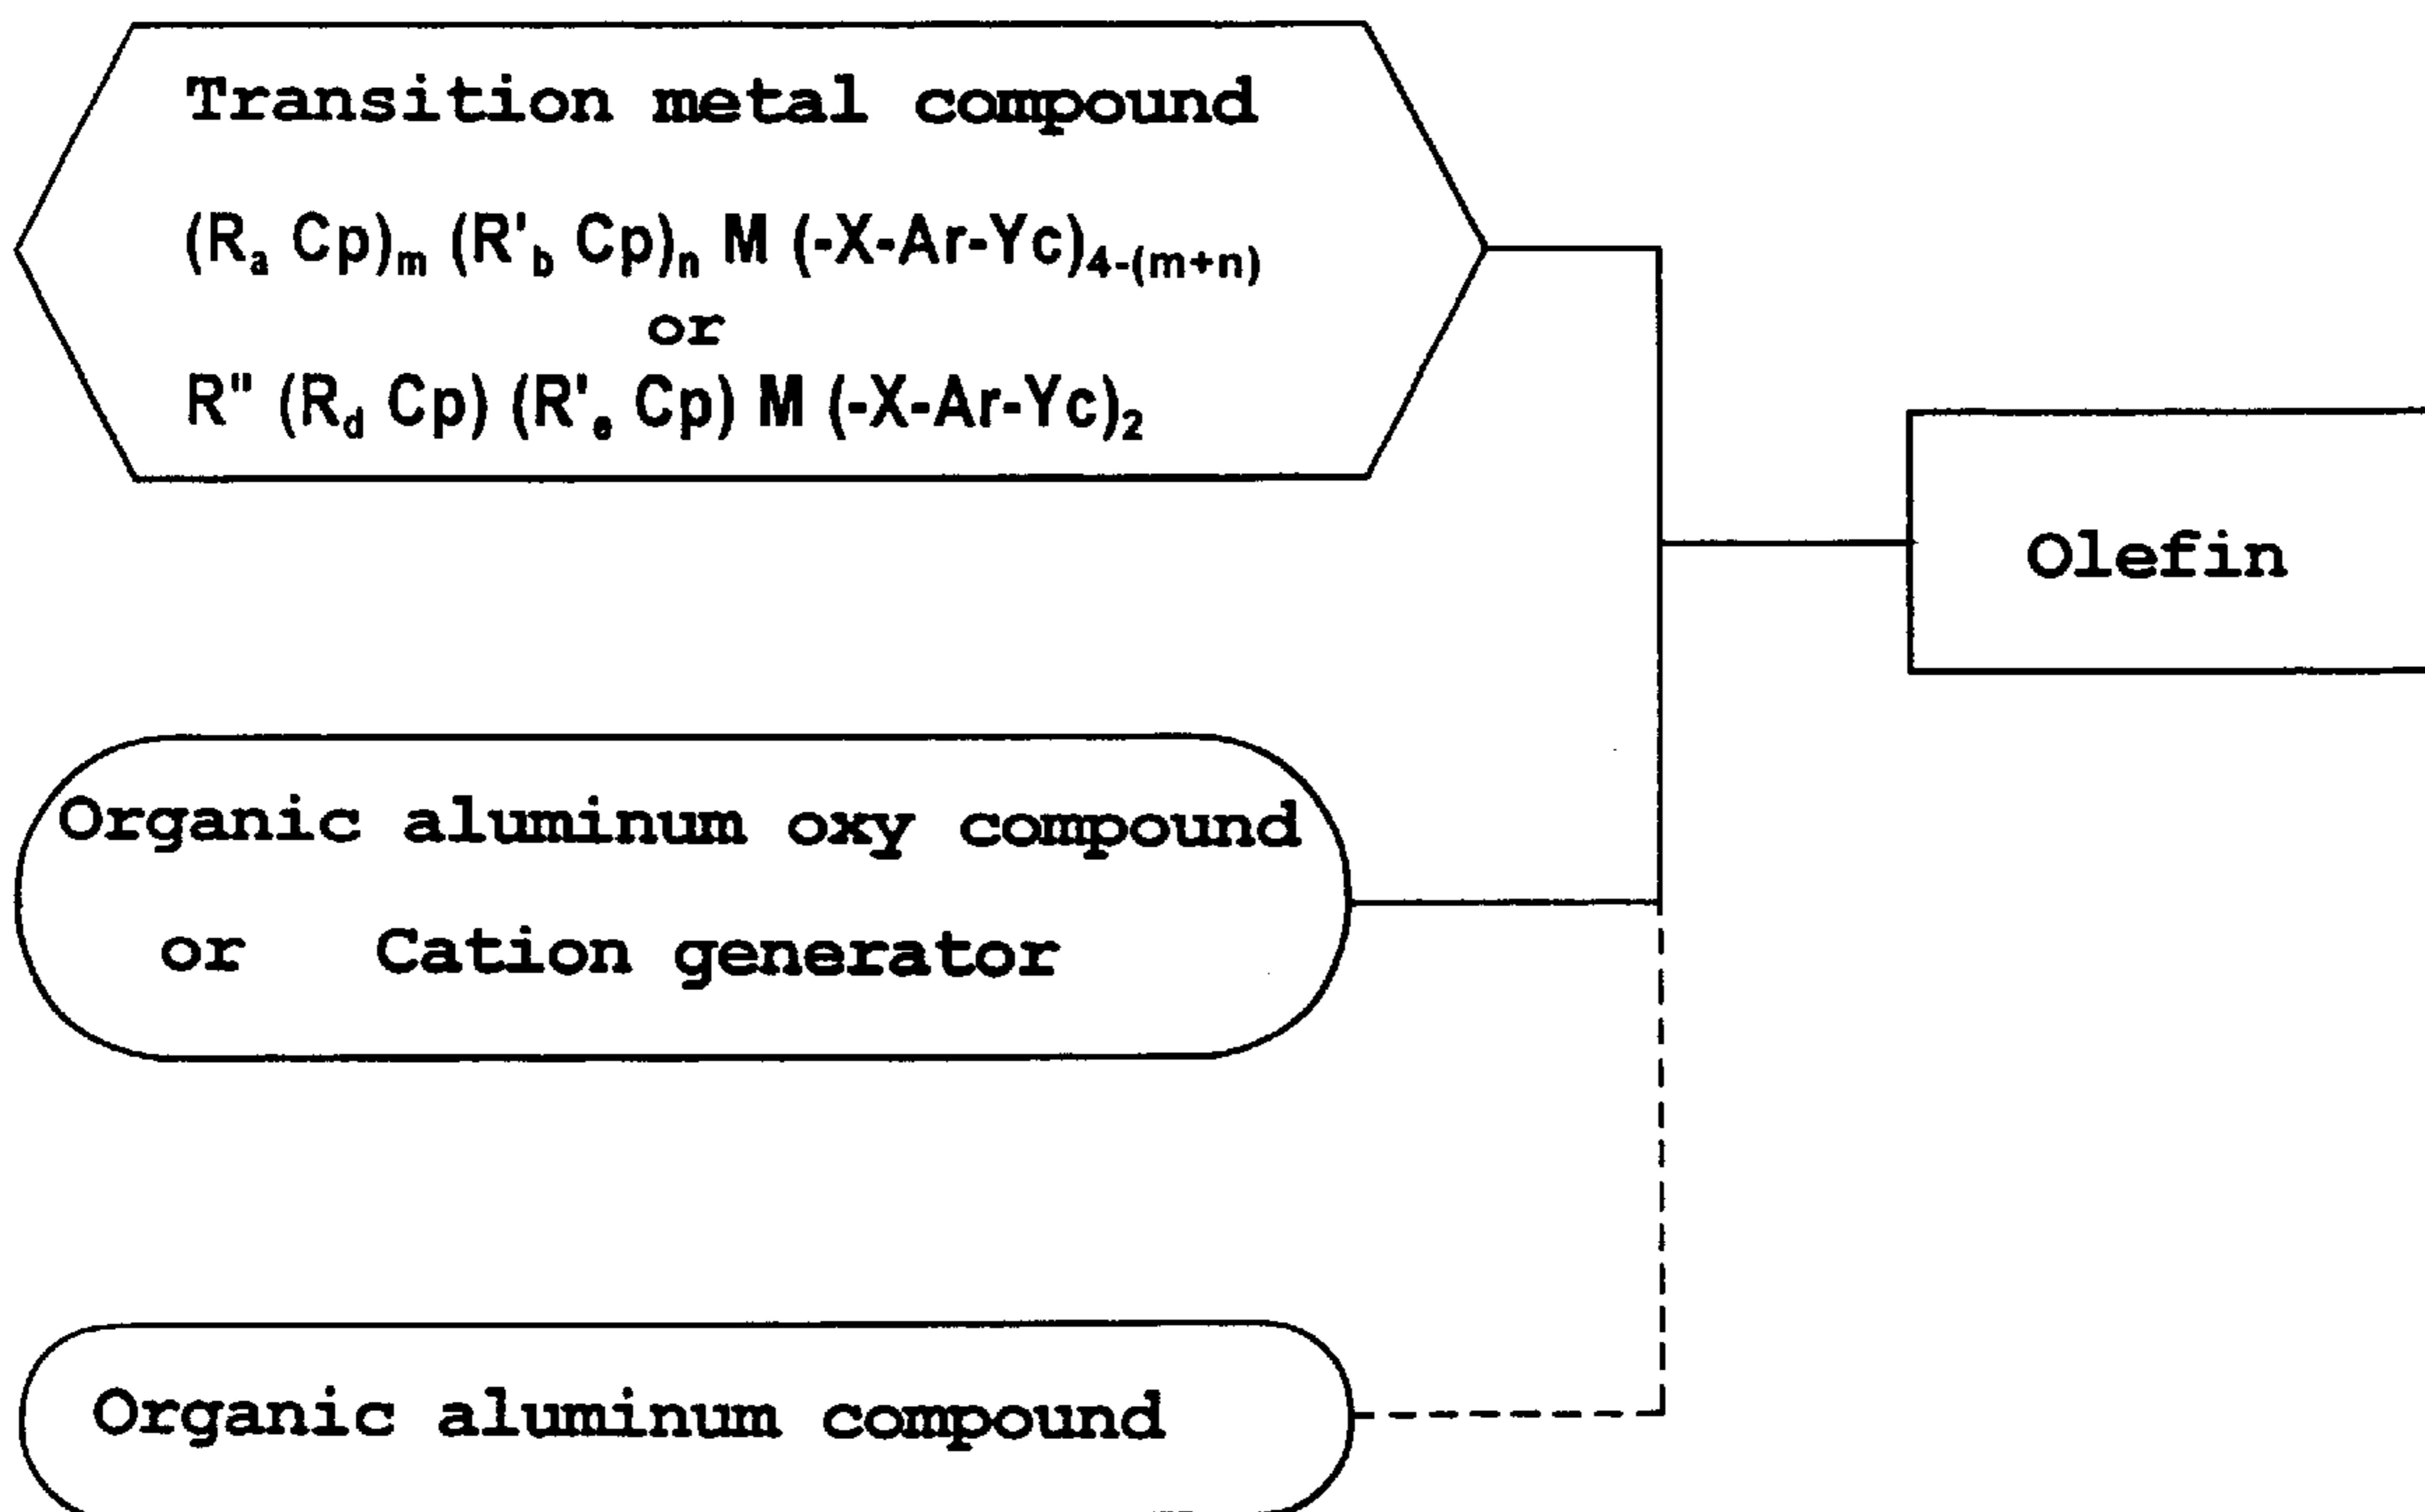 Transition metal compound
(Rₐ Cp)ₘ (R'b Cp)ₙ M (-X-Ar-Yc)₄₋₍ₘ₊ₙ₎
or
R" (Rd Cp) (R'ₑ Cp) M (-X-Ar-Yc)₂
Olefin
Organic aluminum oxy compound
or Cation generator
Organic aluminum compound